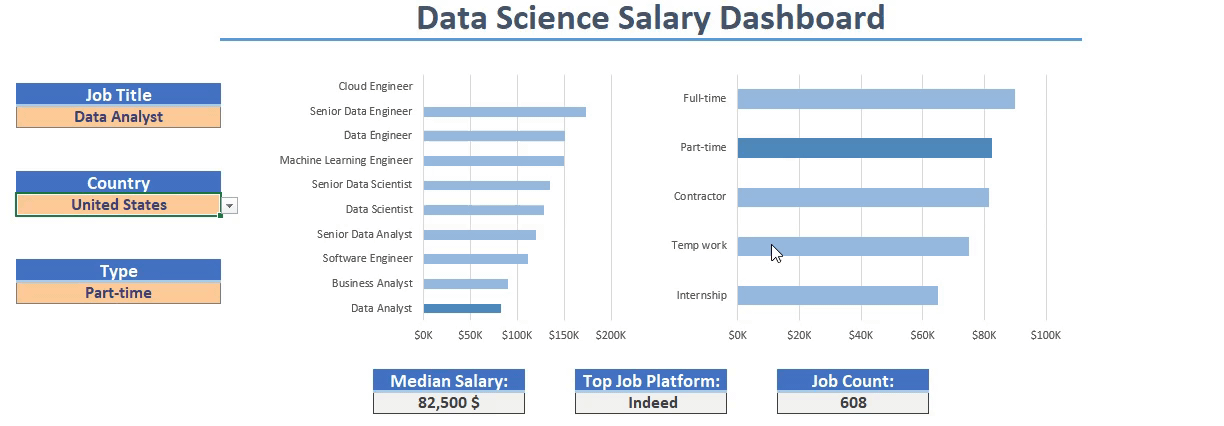 Data Science Salary Dashboard
Job Title
Data Analyst
Country
United States
Type
Part-time
Cloud Engineer
Senior Data Engineer
Data Engineer
Machine Learning Engineer
Senior Data Scientist
Data Scientist
Senior Data Analyst
Software Engineer
Business Analyst
Data Analyst
$0K $50K $100K $150K $200K
Full-time
Part-time
Contractor
Temp work
Internship
$0K $20K $40K $60K $80K $100K
Median Salary:
82,500 $
Top Job Platform:
Indeed
Job Count:
608